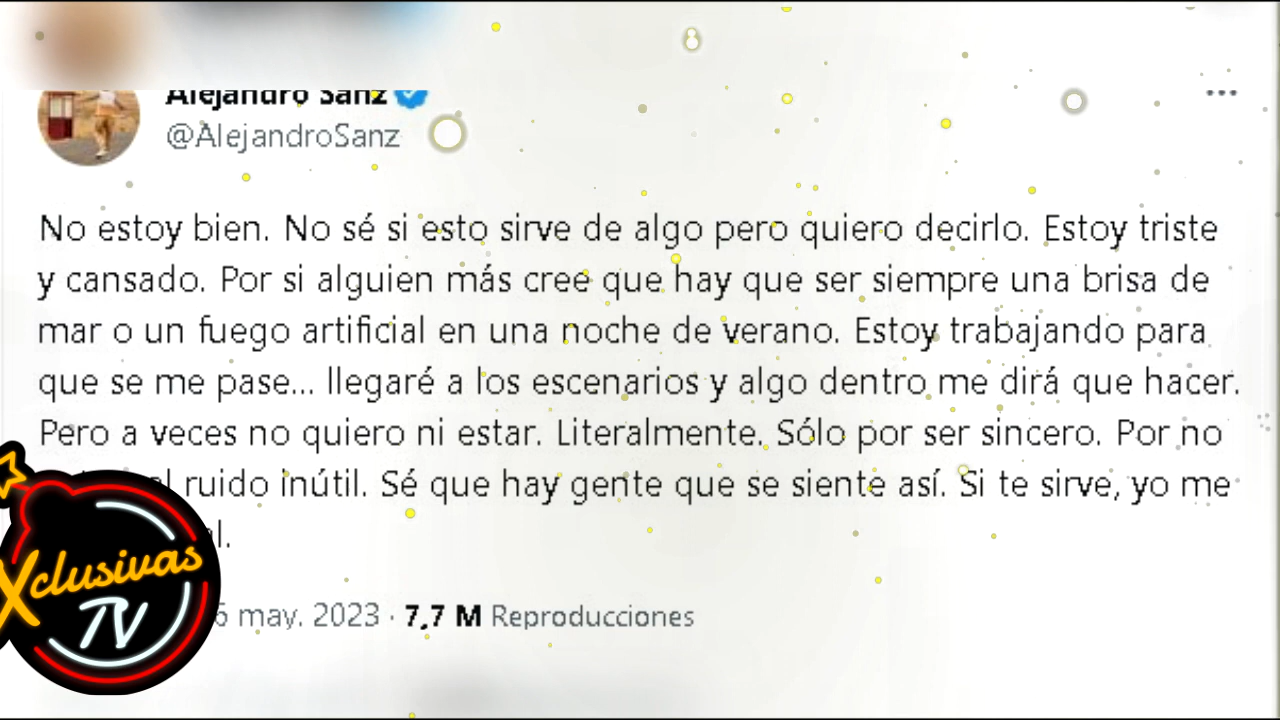 Alejandro Sanz
@AlejandroSanz
No estoy bien. No sé si esto sirve de algo pero quiero decirlo. Estoy triste
y cansado. Por si alguien más cree que hay que ser siempre una brisa de
mar o un fuego artificial en una noche de verano. Estoy trabajando para
que se me pase... llegaré a los escenarios y algo dentro me dirá que hacer.
Pero a veces no quiero ni estar. Literalmente. Sólo por ser sincero. Por no
ruido inútil. Sé que hay gente que se siente así. Si te sirve, yo me
may. 2023 · 7,7 M Reproducciones
Xclusivas
TV